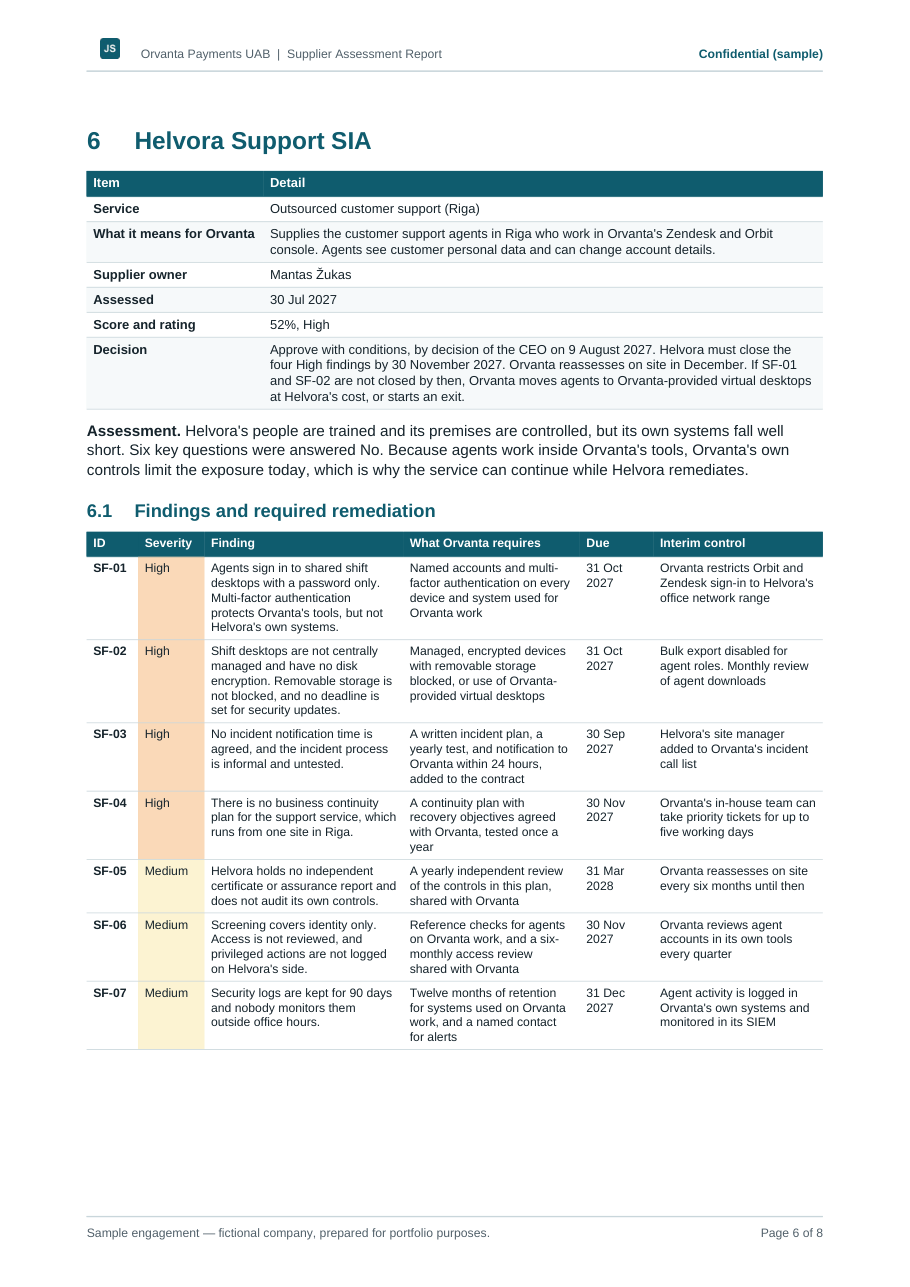 JS
Orvanta Payments UAB | Supplier Assessment Report
Confidential (sample)
6 Helvora Support SIA
Item Detail
Service Outsourced customer support (Riga)
What it means for Orvanta Supplies the customer support agents in Riga who work in Orvanta's Zendesk and Orbit
console. Agents see customer personal data and can change account details.
Supplier owner Mantas Žukas
Assessed 30 Jul 2027
Score and rating 52%, High
Decision Approve with conditions, by decision of the CEO on 9 August 2027. Helvora must close the
four High findings by 30 November 2027. Orvanta reassesses on site in December. If SF-01
and SF-02 are not closed by then, Orvanta moves agents to Orvanta-provided virtual desktops
at Helvora's cost, or starts an exit.
Assessment. Helvora's people are trained and its premises are controlled, but its own systems fall well
short. Six key questions were answered No. Because agents work inside Orvanta's tools, Orvanta's own
controls limit the exposure today, which is why the service can continue while Helvora remediates.
6.1 Findings and required remediation
ID Severity Finding What Orvanta requires Due Interim control
SF-01 High Agents sign in to shared shift Named accounts and multi- 31 Oct Orvanta restricts Orbit and
desktops with a password only. factor authentication on every 2027 Zendesk sign-in to Helvora's
Multi-factor authentication device and system used for office network range
protects Orvanta's tools, but not Orvanta work
Helvora's own systems.
SF-02 High Shift desktops are not centrally Managed, encrypted devices 31 Oct Bulk export disabled for
managed and have no disk with removable storage 2027 agent roles. Monthly review
encryption. Removable storage is blocked, or use of Orvanta- of agent downloads
not blocked, and no deadline is provided virtual desktops
set for security updates.
SF-03 High No incident notification time is A written incident plan, a 30 Sep Helvora's site manager
agreed, and the incident process yearly test, and notification to 2027 added to Orvanta's incident
is informal and untested. Orvanta within 24 hours, call list
added to the contract
SF-04 High There is no business continuity A continuity plan with 30 Nov Orvanta's in-house team can
plan for the support service, which recovery objectives agreed 2027 take priority tickets for up to
runs from one site in Riga. with Orvanta, tested once a five working days
year
SF-05 Medium Helvora holds no independent A yearly independent review 31 Mar Orvanta reassesses on site
certificate or assurance report and of the controls in this plan, 2028 every six months until then
does not audit its own controls. shared with Orvanta
SF-06 Medium Screening covers identity only. Reference checks for agents 30 Nov Orvanta reviews agent
Access is not reviewed, and on Orvanta work, and a six- 2027 accounts in its own tools
privileged actions are not logged monthly access review every quarter
on Helvora's side. shared with Orvanta
SF-07 Medium Security logs are kept for 90 days Twelve months of retention 31 Dec Agent activity is logged in
and nobody monitors them for systems used on Orvanta 2027 Orvanta's own systems and
outside office hours. work, and a named contact monitored in its SIEM
for alerts
Sample engagement — fictional company, prepared for portfolio purposes.
Page 6 of 8